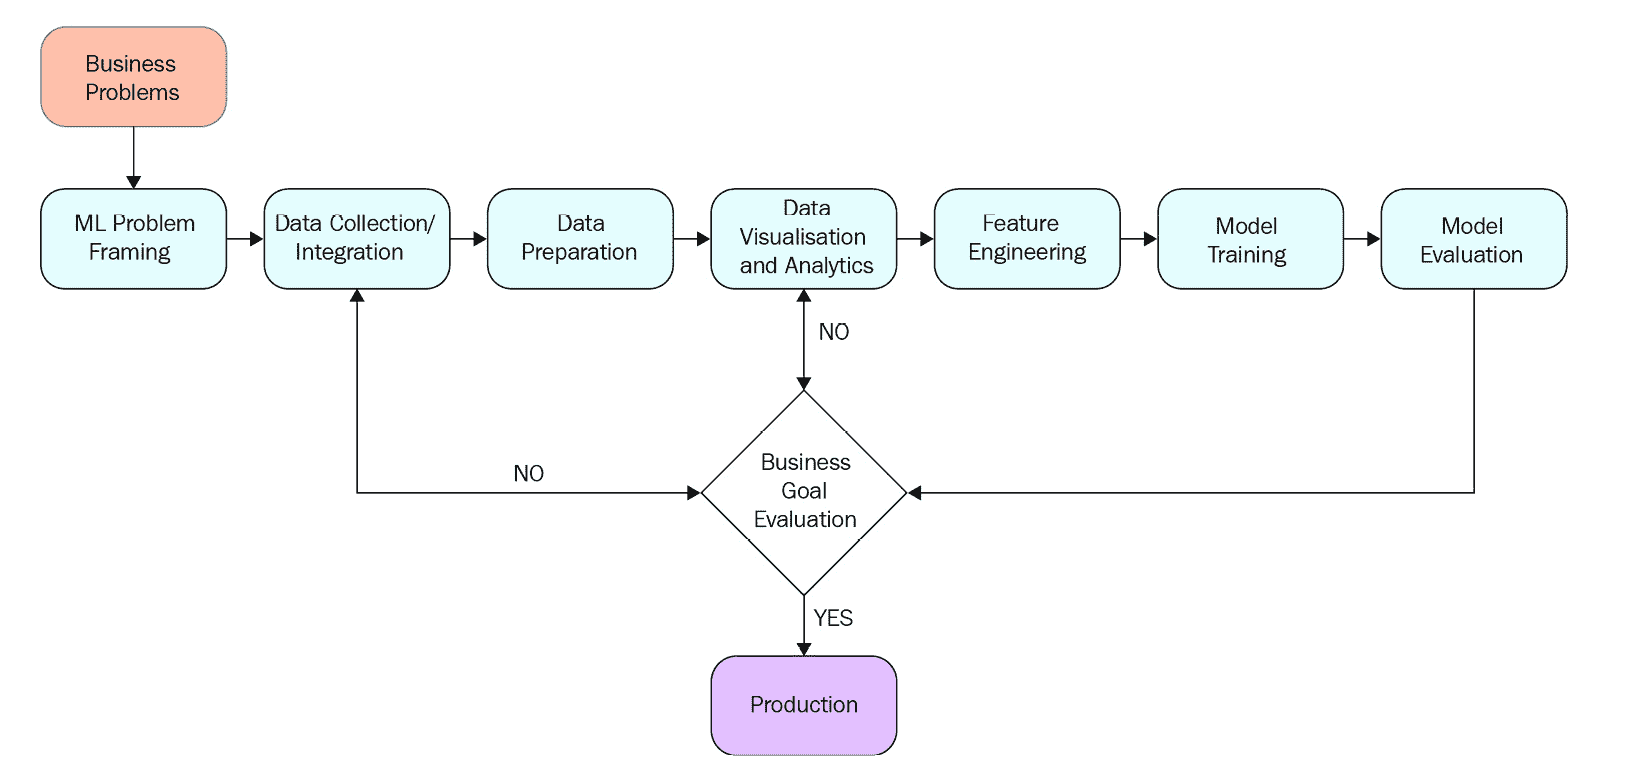 Business
Problems
ML Problem
Framing
Data Collection/
Integration
Data
Preparation
Data
Visualisation
and Analytics
Feature
Engineering
Model
Training
Model
Evaluation
NO
NO
Business
Goal
Evaluation
YES
Production